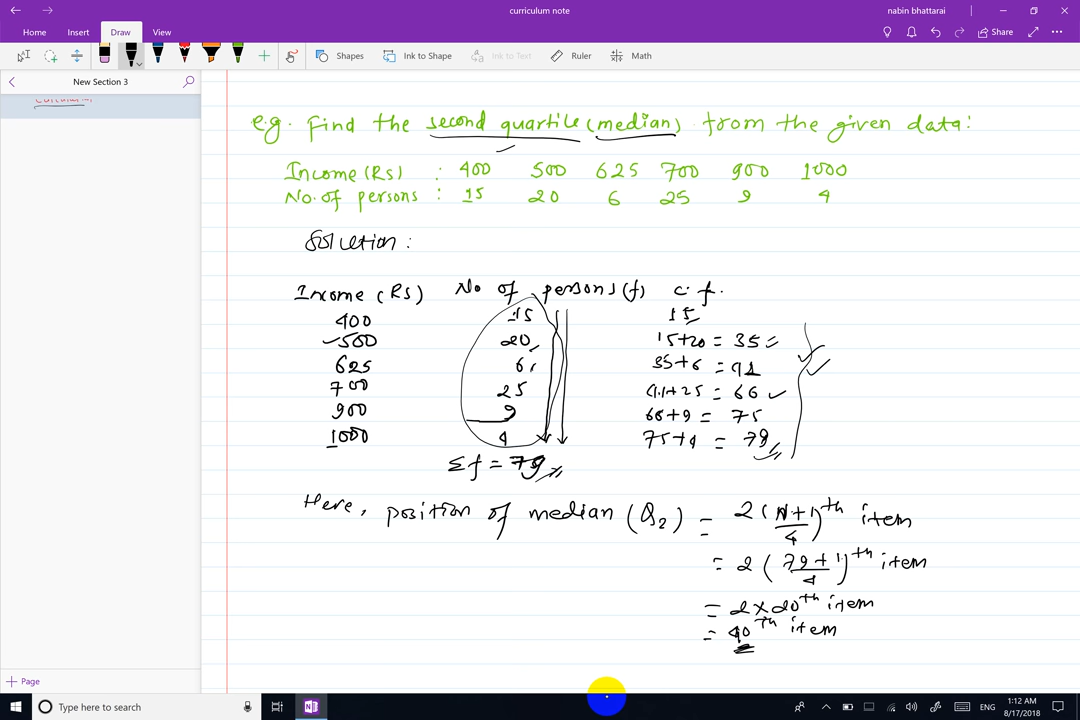 curriculum note
nabin bhattarai
Home Insert Draw View
Share
Shapes Ink to Shape Ink to Text Ruler Math
New Section 3
e.g. Find the second quartile (median) from the given data:
Income (Rs) : 400 500 625 700 900 1000
No. of persons : 15 20 6 25 9 4
Solution :
Income (Rs) No of persons (f) c.f.
400 15 15
500 20 15+20 = 35
625 6 35+6 = 41
700 25 41+25 = 66
900 9 66+9 = 75
1000 4 75+4 = 79
Σf = 79
Here, position of median (Q₂) = 2 (N+1/4)th item
= 2 (79+1/4)th item
= 2 × 20th item
= 40th item
+ Page
Type here to search
ENG
1:12 AM
8/17/2018